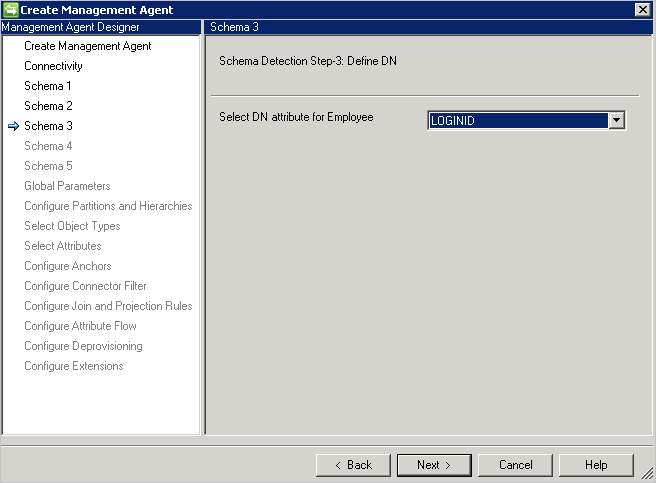 Create Management Agent
Management Agent Designer
Schema 3
Create Management Agent
Connectivity
Schema 1
Schema 2
Schema 3
Schema 4
Schema 5
Global Parameters
Configure Partitions and Hierarchies
Select Object Types
Select Attributes
Configure Anchors
Configure Connector Filter
Configure Join and Projection Rules
Configure Attribute Flow
Configure Deprovisioning
Configure Extensions
Schema Detection Step-3: Define DN
Select DN attribute for Employee
LOGINID
< Back
Next >
Cancel
Help